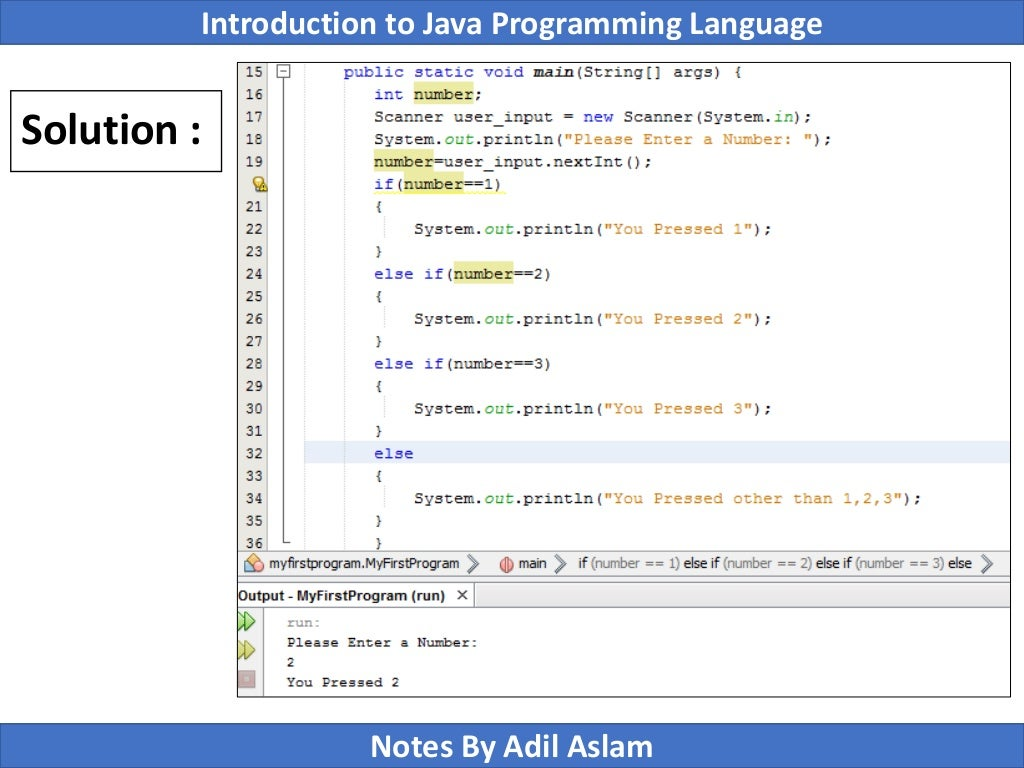 Introduction to Java Programming Language
Solution :
15 public static void main(String[] args) {
16 int number;
17 Scanner user_input = new Scanner(System.in);
18 System.out.println("Please Enter a Number: ");
19 number=user_input.nextInt();
if(number==1)
21 {
22 System.out.println("You Pressed 1");
23 }
24 else if(number==2)
25 {
26 System.out.println("You Pressed 2");
27 }
28 else if(number==3)
29 {
30 System.out.println("You Pressed 3");
31 }
32 else
33 {
34 System.out.println("You Pressed other than 1,2,3");
35 }
36 }
myfirstprogram.MyFirstProgram main if (number == 1) else if (number == 2) else if (number == 3) else
Output - MyFirstProgram (run) ×
run:
Please Enter a Number:
2
You Pressed 2
Notes By Adil Aslam